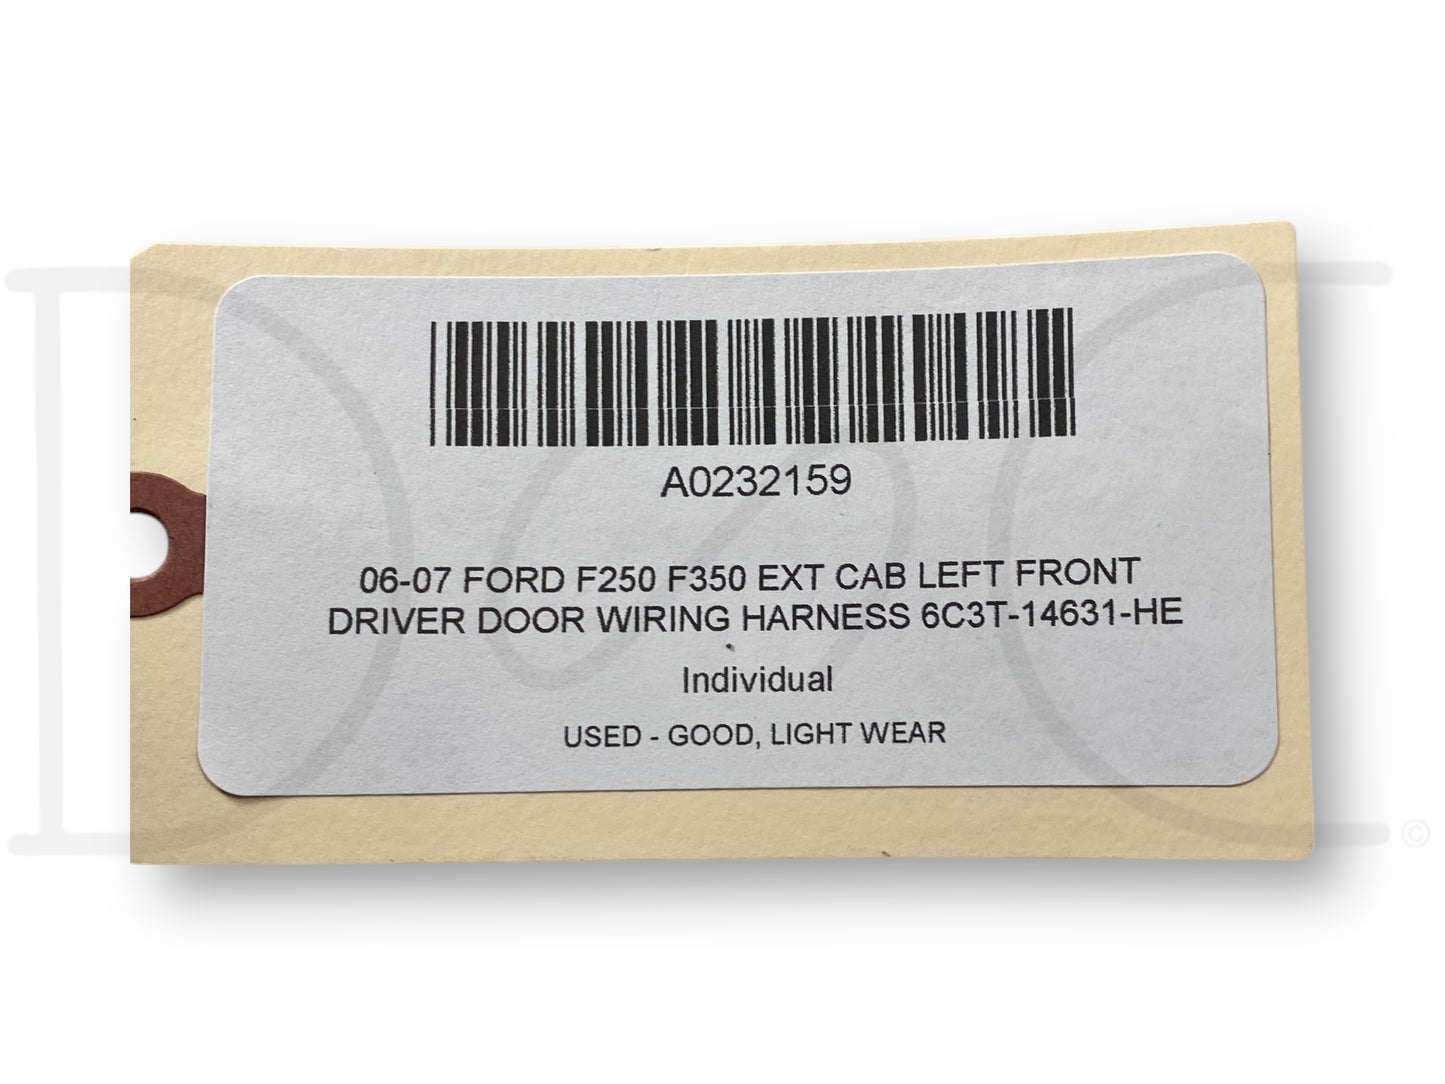 A0232159
06-07 FORD F250 F350 EXT CAB LEFT FRONT
DRIVER DOOR WIRING HARNESS 6C3T-14631-HE
Individual
USED - GOOD, LIGHT WEAR
©